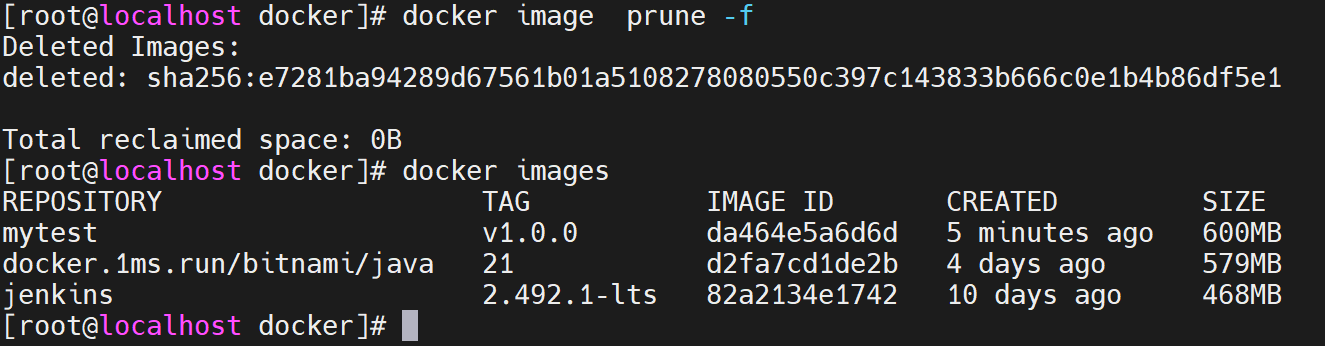 [root@localhost docker]# docker image  prune -f
Deleted Images:
deleted: sha256:e7281ba94289d67561b01a5108278080550c397c143833b666c0e1b4b86df5e1

Total reclaimed space: 0B
[root@localhost docker]# docker images
REPOSITORY                    TAG           IMAGE ID       CREATED         SIZE
mytest                        v1.0.0        da464e5a6d6d   5 minutes ago   600MB
docker.1ms.run/bitnami/java   21            d2fa7cd1de2b   4 days ago      579MB
jenkins                       2.492.1-lts   82a2134e1742   10 days ago     468MB
[root@localhost docker]#